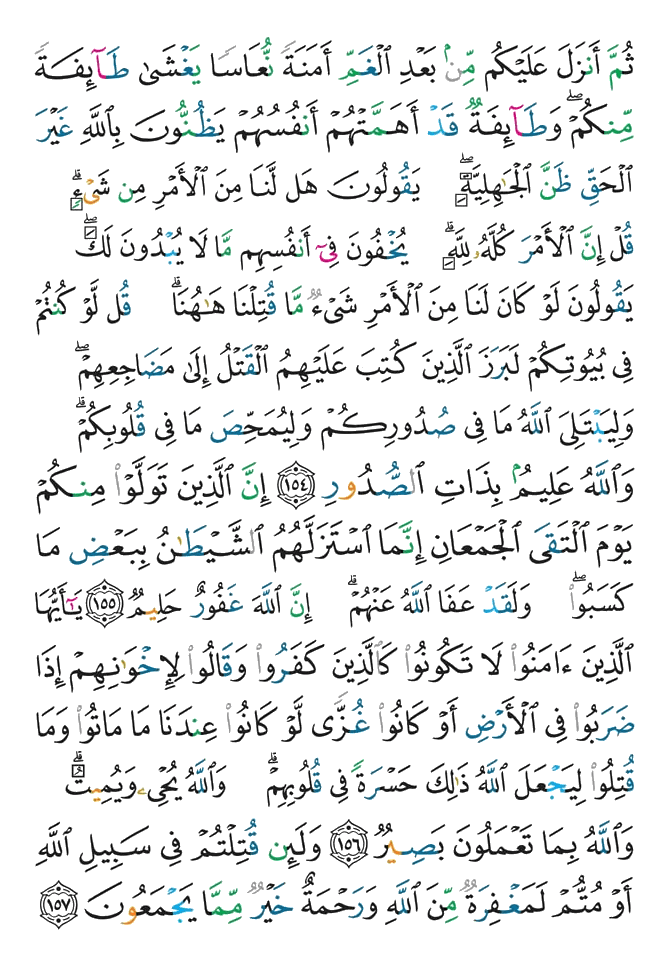 ثُمَّ أَنزَلَ عَلَيْكُم مِّنۢ بَعْدِ ٱلْغَمِّ أَمَنَةً نُّعَاسًا يَغْشَىٰ طَآئِفَةً
مِّنكُمْ ۖ وَطَآئِفَةٌ قَدْ أَهَمَّتْهُمْ أَنفُسُهُمْ يَظُنُّونَ بِٱللَّهِ غَيْرَ
ٱلْحَقِّ ظَنَّ ٱلْجَـٰهِلِيَّةِ ۖ يَقُولُونَ هَل لَّنَا مِنَ ٱلْأَمْرِ مِن شَىْءٍ ۗ
قُلْ إِنَّ ٱلْأَمْرَ كُلَّهُۥ لِلَّهِ ۗ يُخْفُونَ فِىٓ أَنفُسِهِم مَّا لَا يُبْدُونَ لَكَ ۖ
يَقُولُونَ لَوْ كَانَ لَنَا مِنَ ٱلْأَمْرِ شَىْءٌ مَّا قُتِلْنَا هَـٰهُنَا ۗ قُل لَّوْ كُنتُمْ
فِى بُيُوتِكُمْ لَبَرَزَ ٱلَّذِينَ كُتِبَ عَلَيْهِمُ ٱلْقَتْلُ إِلَىٰ مَضَاجِعِهِمْ ۖ
وَلِيَبْتَلِىَ ٱللَّهُ مَا فِى صُدُورِكُمْ وَلِيُمَحِّصَ مَا فِى قُلُوبِكُمْ ۗ
وَٱللَّهُ عَلِيمٌۢ بِذَاتِ ٱلصُّدُورِ ١٥٤ إِنَّ ٱلَّذِينَ تَوَلَّوْا۟ مِنكُمْ
يَوْمَ ٱلْتَقَى ٱلْجَمْعَانِ إِنَّمَا ٱسْتَزَلَّهُمُ ٱلشَّيْطَـٰنُ بِبَعْضِ مَا
كَسَبُوا۟ ۖ وَلَقَدْ عَفَا ٱللَّهُ عَنْهُمْ ۗ إِنَّ ٱللَّهَ غَفُورٌ حَلِيمٌ ١٥٥ يَـٰٓأَيُّهَا
ٱلَّذِينَ ءَامَنُوا۟ لَا تَكُونُوا۟ كَٱلَّذِينَ كَفَرُوا۟ وَقَالُوا۟ لِإِخْوَٰنِهِمْ إِذَا
ضَرَبُوا۟ فِى ٱلْأَرْضِ أَوْ كَانُوا۟ غُزًّى لَّوْ كَانُوا۟ عِندَنَا مَا مَاتُوا۟ وَمَا
قُتِلُوا۟ لِيَجْعَلَ ٱللَّهُ ذَٰلِكَ حَسْرَةً فِى قُلُوبِهِمْ ۗ وَٱللَّهُ يُحْىِۦ وَيُمِيتُ ۗ
وَٱللَّهُ بِمَا تَعْمَلُونَ بَصِيرٌ ١٥٦ وَلَئِن قُتِلْتُمْ فِى سَبِيلِ ٱللَّهِ
أَوْ مُتُّمْ لَمَغْفِرَةٌ مِّنَ ٱللَّهِ وَرَحْمَةٌ خَيْرٌ مِّمَّا يَجْمَعُونَ ١٥٧